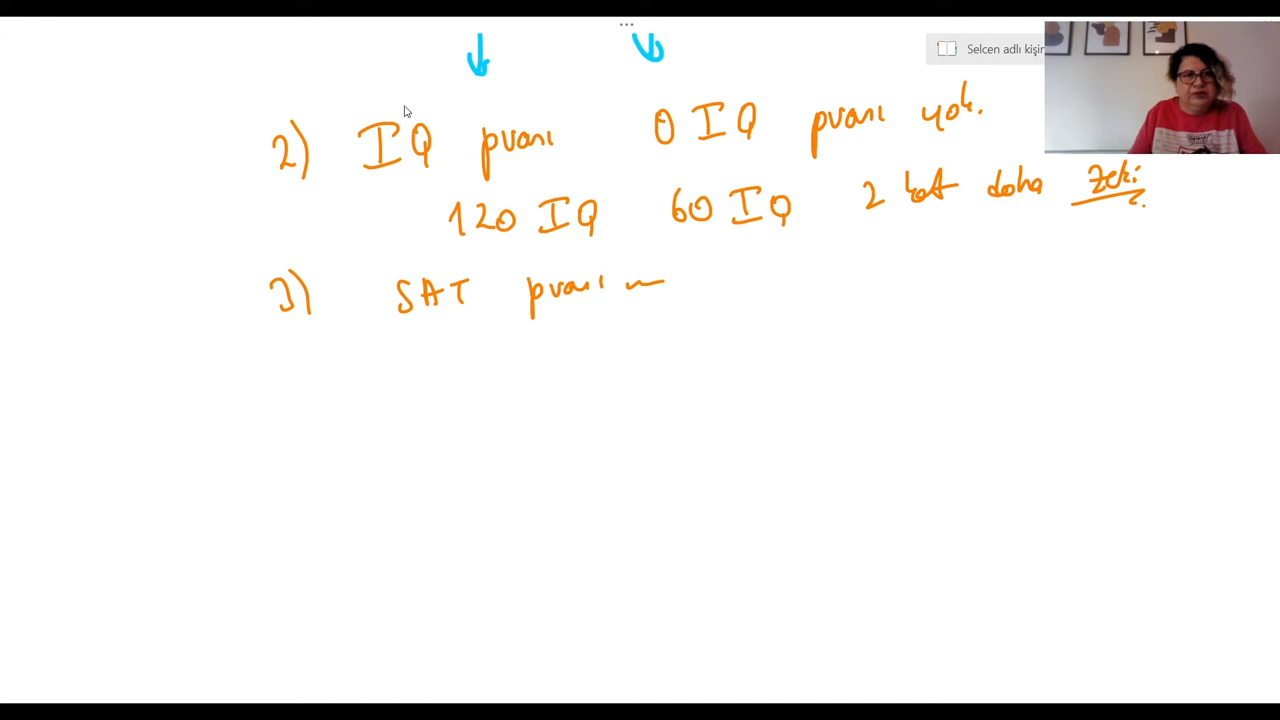 Selcen adlı kişin
2) IQ puanı 0 IQ puanı yok.
120 IQ 60 IQ 2 kat daha zeki
3) SAT puanı